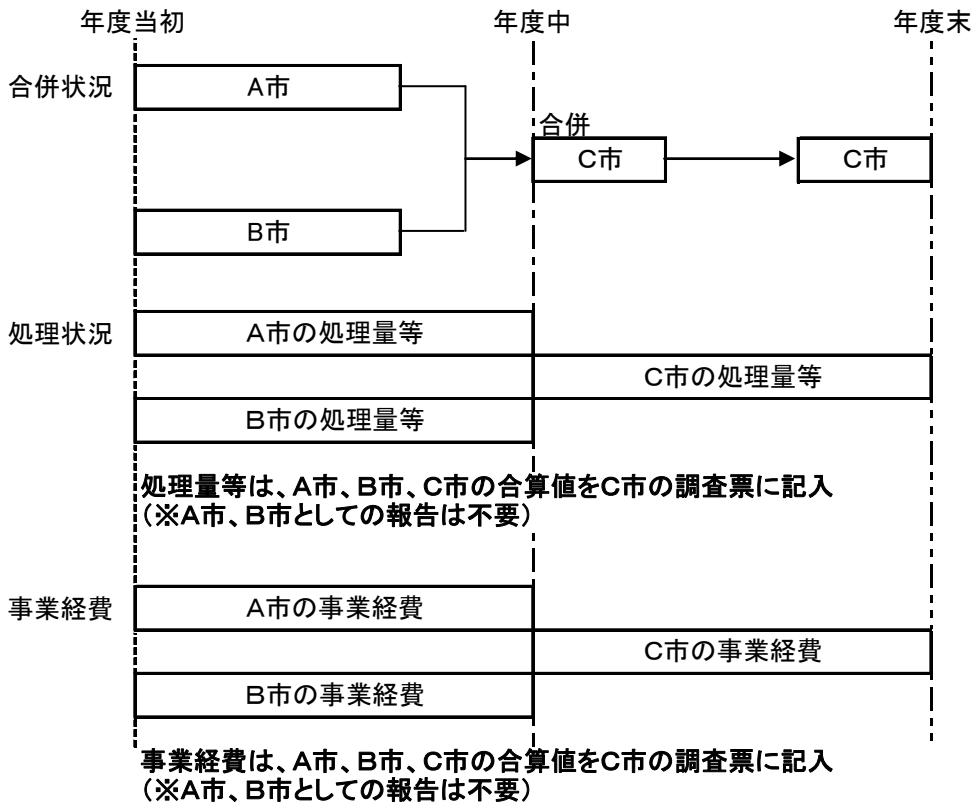 年度当初 年度中 年度末
合併状況 A市
合併
C市 C市
B市
処理状況 A市の処理量等
C市の処理量等
B市の処理量等
処理量等は、A市、B市、C市の合算値をC市の調査票に記入
(※A市、B市としての報告は不要)
事業経費 A市の事業経費
C市の事業経費
B市の事業経費
事業経費は、A市、B市、C市の合算値をC市の調査票に記入
(※A市、B市としての報告は不要)